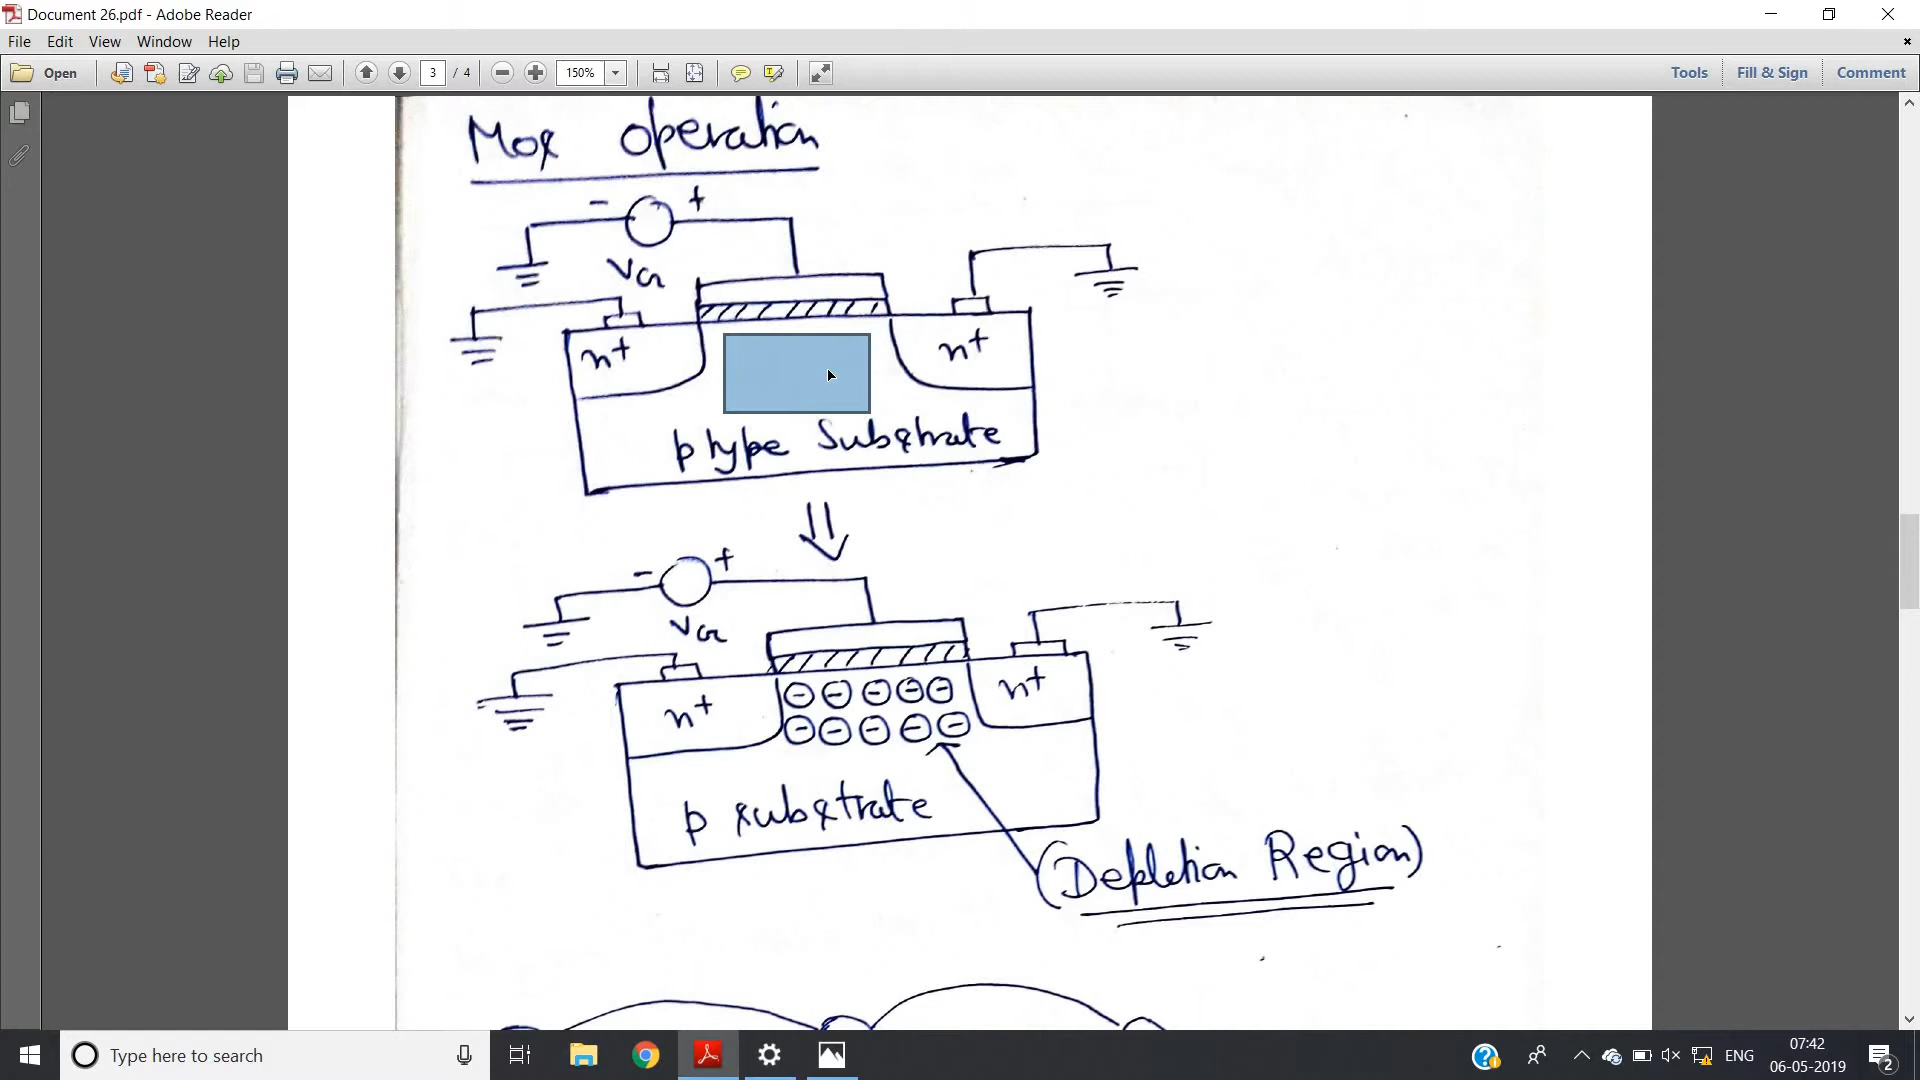 Document 26.pdf - Adobe Reader
File Edit View Window Help
Open 3 / 4 150% Tools Fill & Sign Comment
Mos operation
- +
VG
n+ n+
p type Substrate
- +
VG
n+ n+
p substrate
(Depletion Region)
Type here to search
ENG
07:42
06-05-2019
2